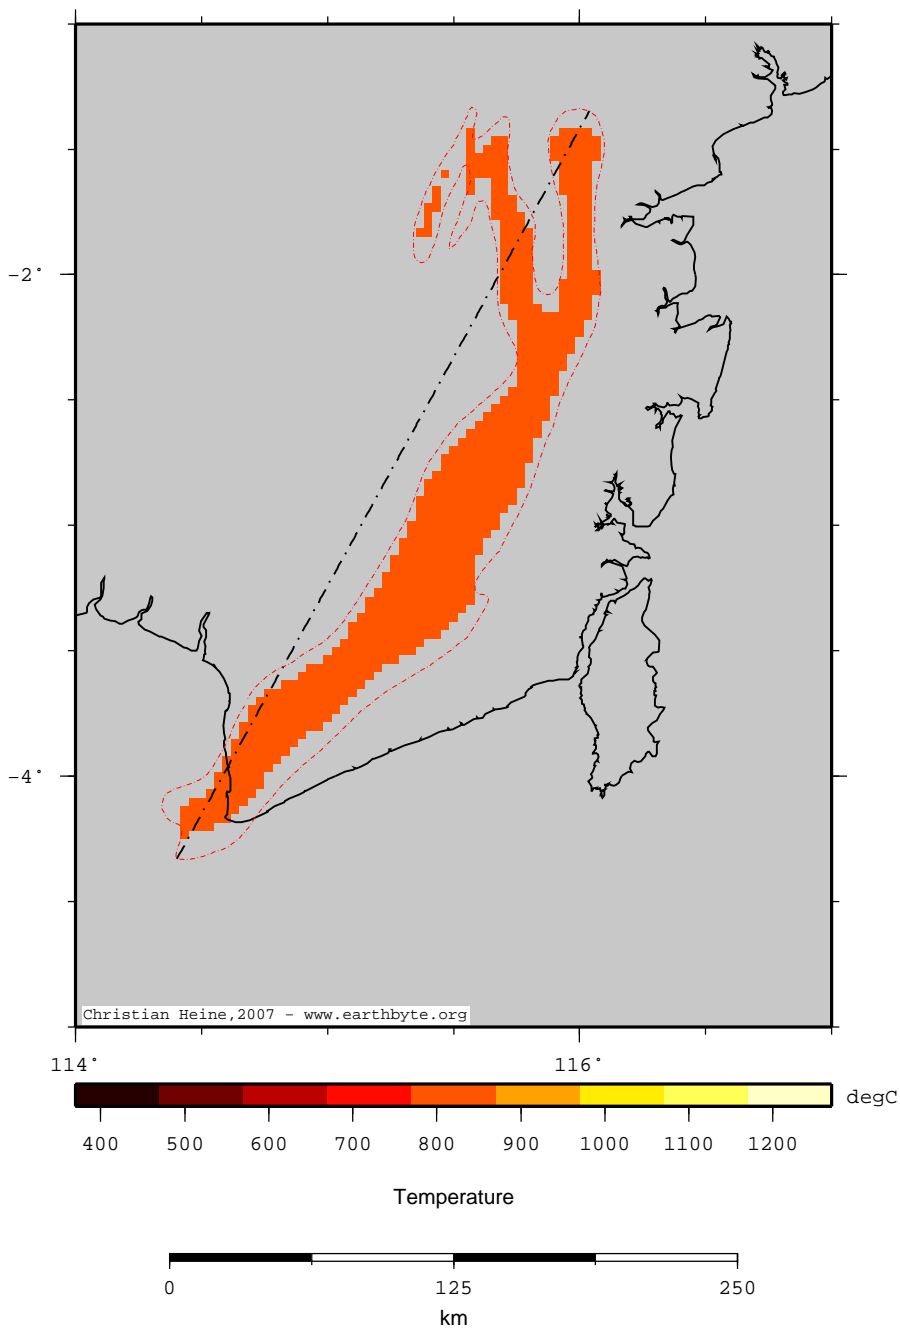 -2°
-4°
Christian Heine,2007 - www.earthbyte.org
114° 116°
degC
400 500 600 700 800 900 1000 1100 1200
Temperature
0 125 250
km